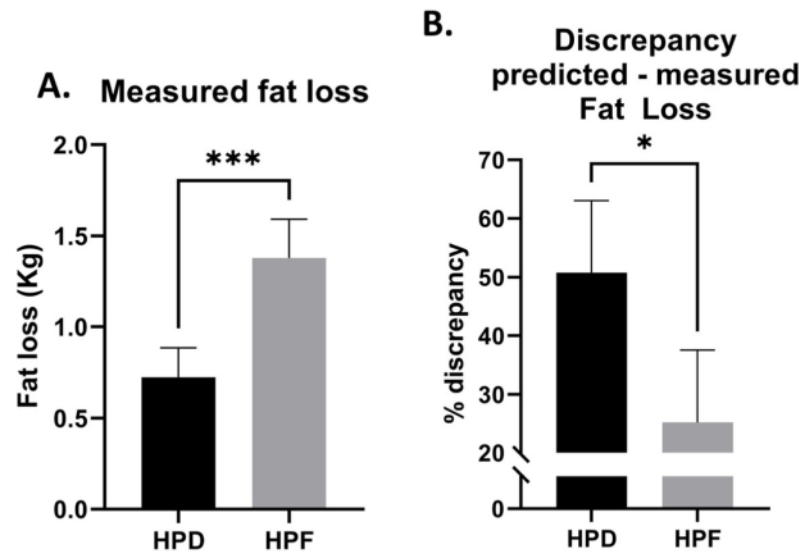 A. Measured fat loss
***
2.0
1.5
1.0
0.5
0.0
Fat loss (Kg)
HPD HPF
B. Discrepancy
predicted - measured
Fat Loss
*
70
60
50
40
30
20
0
% discrepancy
HPD HPF